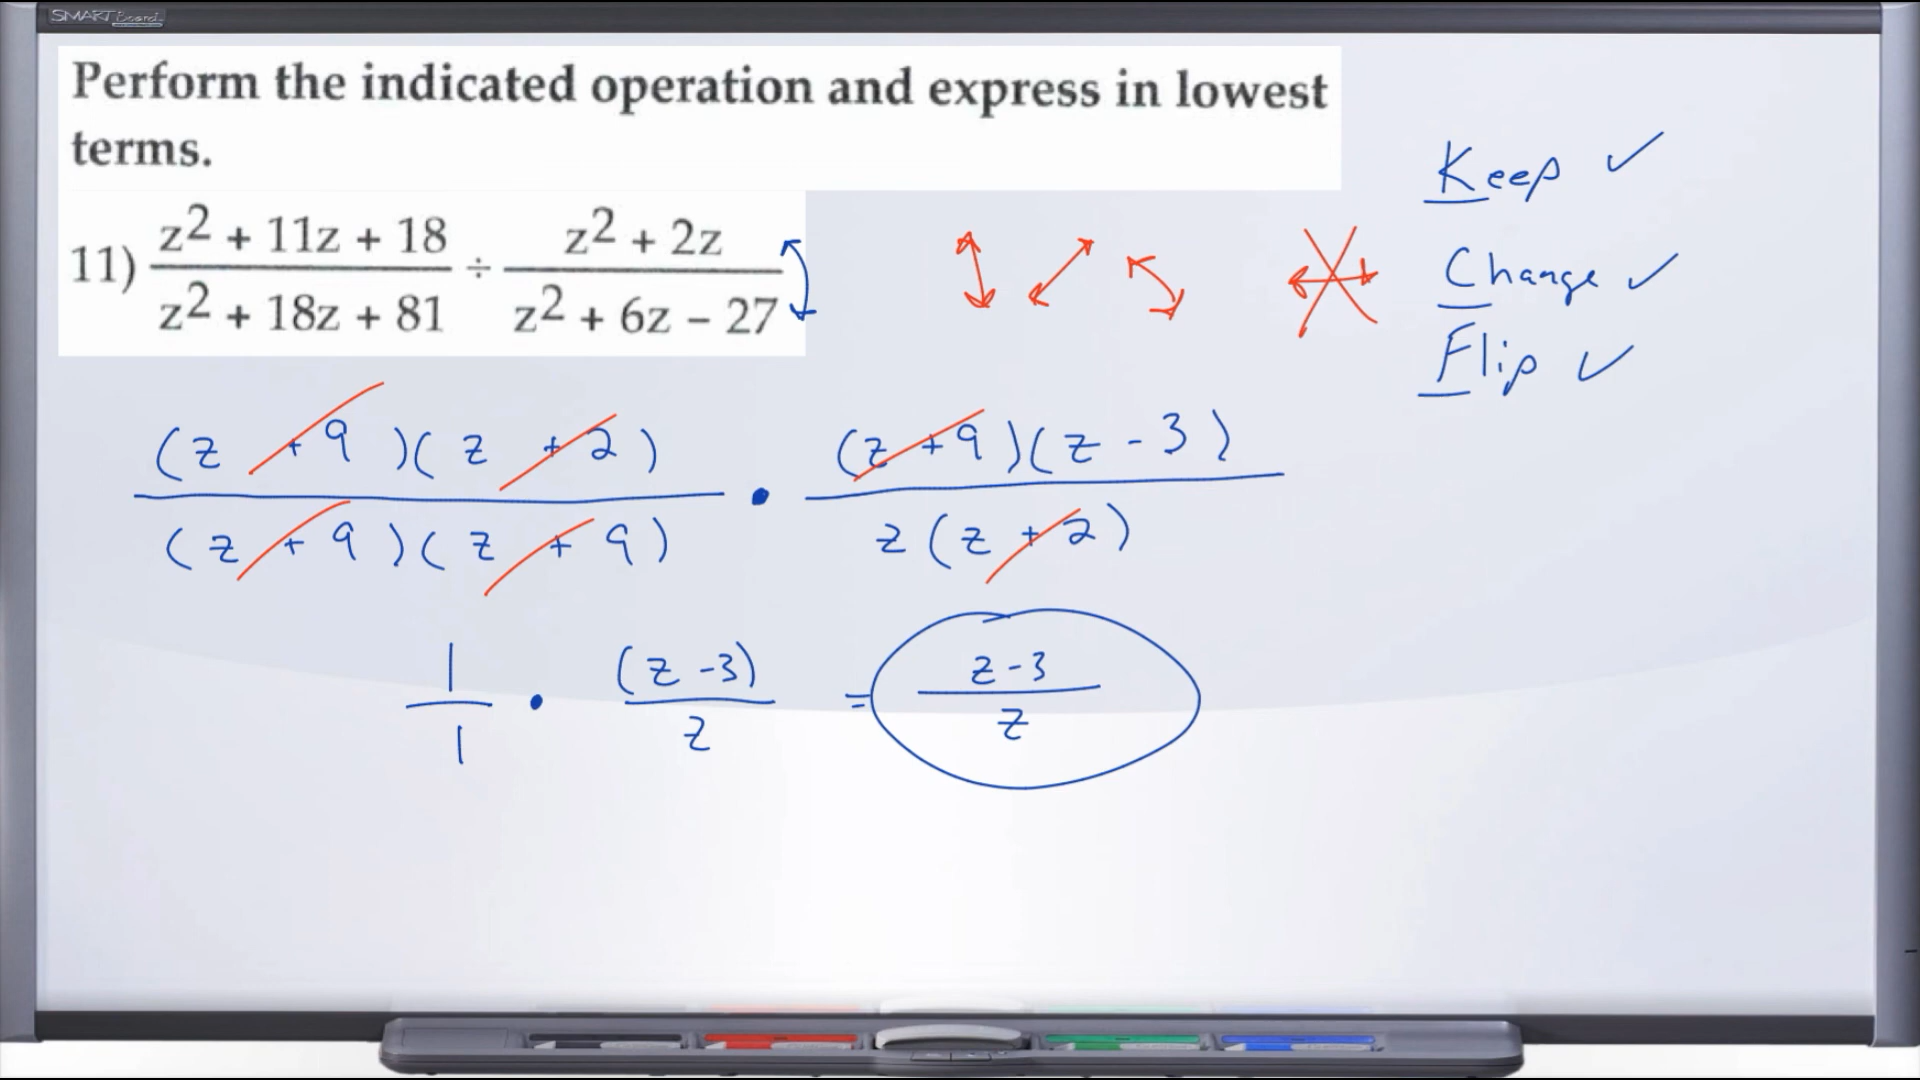 SMART Board
Perform the indicated operation and express in lowest
terms.
11) z² + 11z + 18 / z² + 18z + 81 ÷ z² + 2z / z² + 6z − 27
Keep ✓
Change ✓
Flip ✓
(z + 9)(z + 2) / (z + 9)(z + 9) • (z + 9)(z - 3) / z(z + 2)
1/1 • (z - 3)/z = z - 3 / z